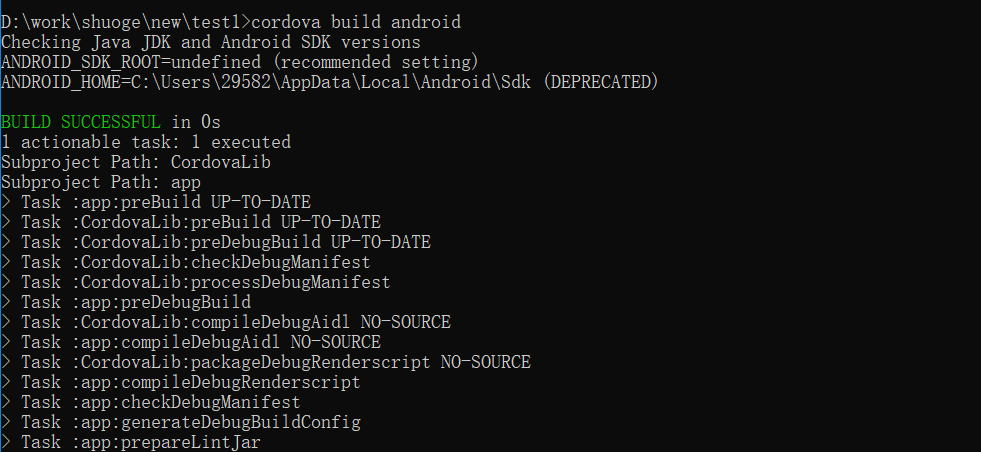 D:\work\shuoge\new\test1>cordova build android
Checking Java JDK and Android SDK versions
ANDROID_SDK_ROOT=undefined (recommended setting)
ANDROID_HOME=C:\Users\29582\AppData\Local\Android\Sdk (DEPRECATED)
BUILD SUCCESSFUL in 0s
1 actionable task: 1 executed
Subproject Path: CordovaLib
Subproject Path: app
> Task :app:preBuild UP-TO-DATE
> Task :CordovaLib:preBuild UP-TO-DATE
> Task :CordovaLib:preDebugBuild UP-TO-DATE
> Task :CordovaLib:checkDebugManifest
> Task :CordovaLib:processDebugManifest
> Task :app:preDebugBuild
> Task :CordovaLib:compileDebugAidl NO-SOURCE
> Task :app:compileDebugAidl NO-SOURCE
> Task :CordovaLib:packageDebugRenderscript NO-SOURCE
> Task :app:compileDebugRenderscript
> Task :app:checkDebugManifest
> Task :app:generateDebugBuildConfig
> Task :app:prepareLintJar